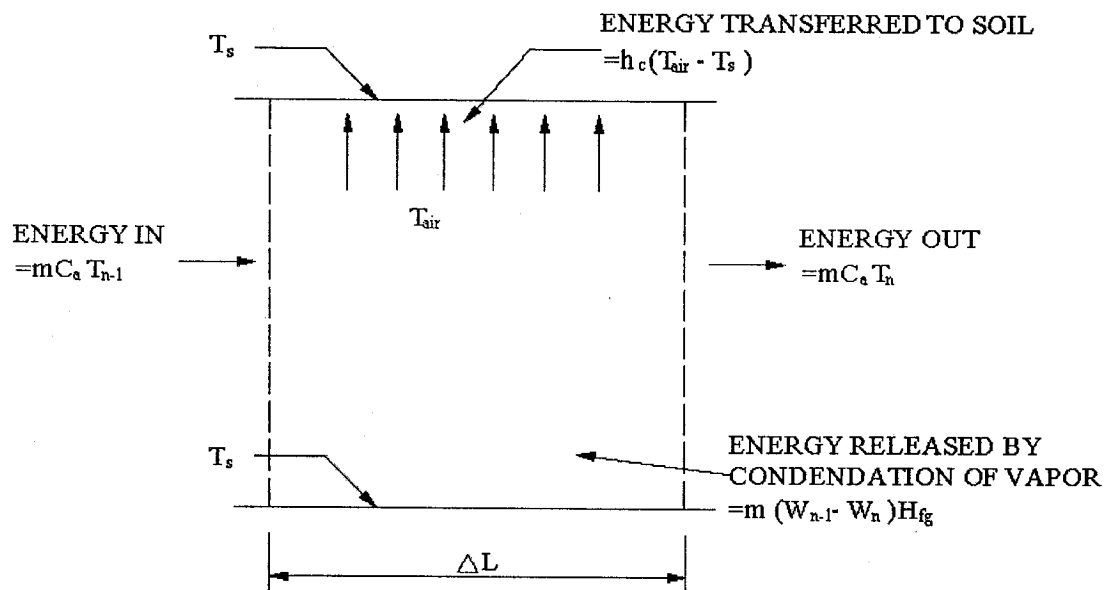 ENERGY TRANSFERRED TO SOIL
=h c (Tair - Ts )
Ts
Tair
ENERGY IN
=mCa Tn-1
ENERGY OUT
=mCa Tn
Ts
ENERGY RELEASED BY
CONDENDATION OF VAPOR
=m (Wn-1- Wn )Hfg
△L